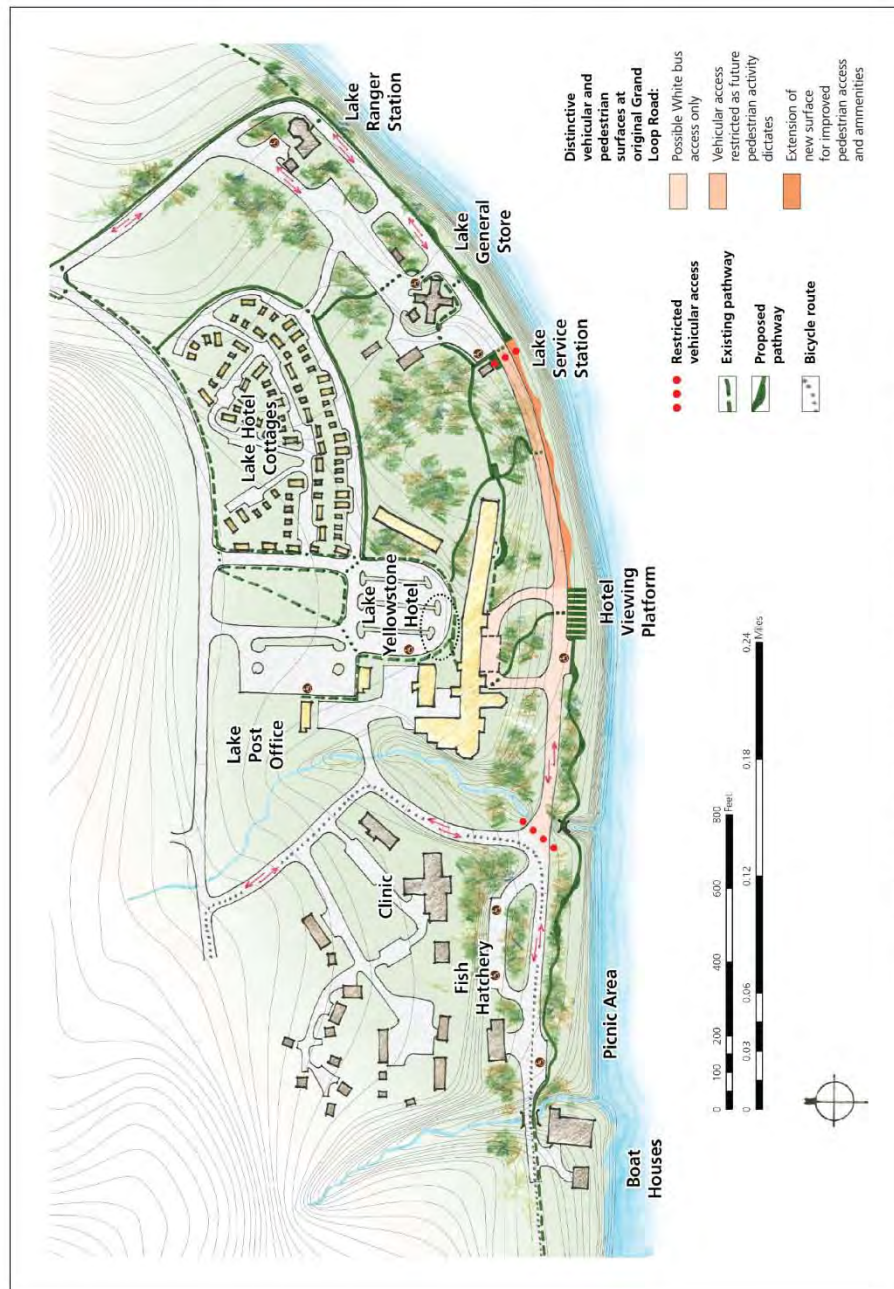 Lake
Ranger
Station
Lake
General
Store
Lake
Service
Station
Lake Hotel
Cottages
Lake
Yellowstone
Hotel
Hotel
Viewing
Platform
Lake
Post
Office
Clinic
Fish
Hatchery
Picnic Area
Boat
Houses
Distinctive
vehicular and
pedestrian
surfaces at
original Grand
Loop Road:
Possible White bus
access only
Vehicular access
restricted as future
pedestrian activity
dictates
Extension of
new surface
for improved
pedestrian access
and ammenities
Restricted
vehicular access
Existing pathway
Proposed
pathway
Bicycle route
0 100 200 400 600 800
Feet
0 0.03 0.06 0.12 0.18 0.24
Miles